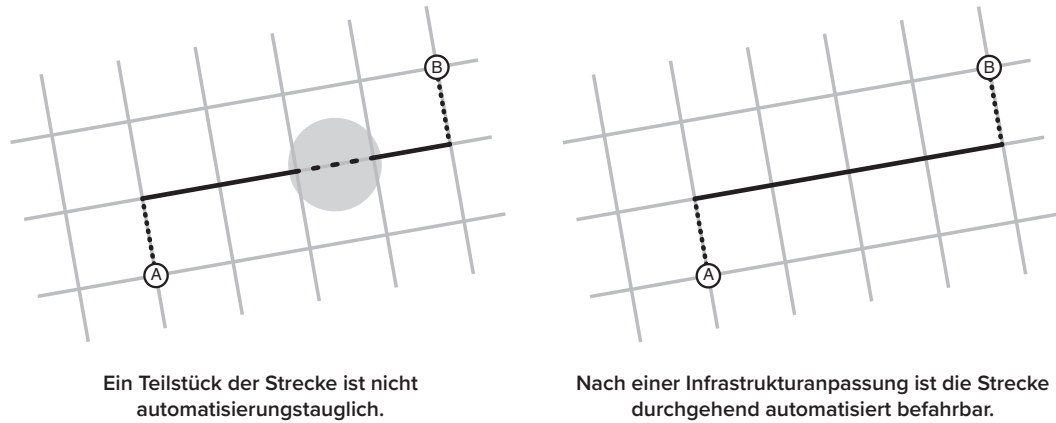 B
A
Ein Teilstück der Strecke ist nicht
automatisierungstauglich.
B
A
Nach einer Infrastrukturanpassung ist die Strecke
durchgehend automatisiert befahrbar.